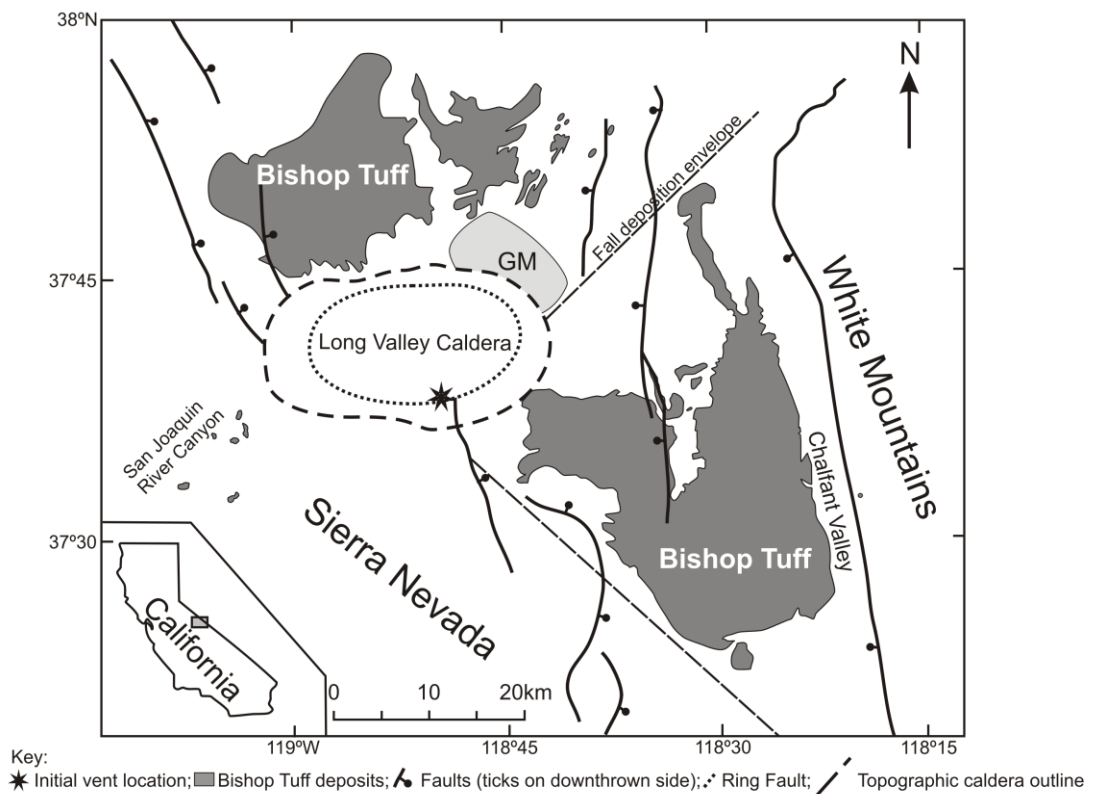 38ºN
N
Bishop Tuff
Fall deposition envelope
GM
37º45
White Mountains
Long Valley Caldera
San Joaquin
River Canyon
Chalfant Valley
Sierra Nevada
37º30
Bishop Tuff
California
0 10 20km
119ºW 118º45 118º30 118º15
Key:
Initial vent location; Bishop Tuff deposits; Faults (ticks on downthrown side); Ring Fault; Topographic caldera outline